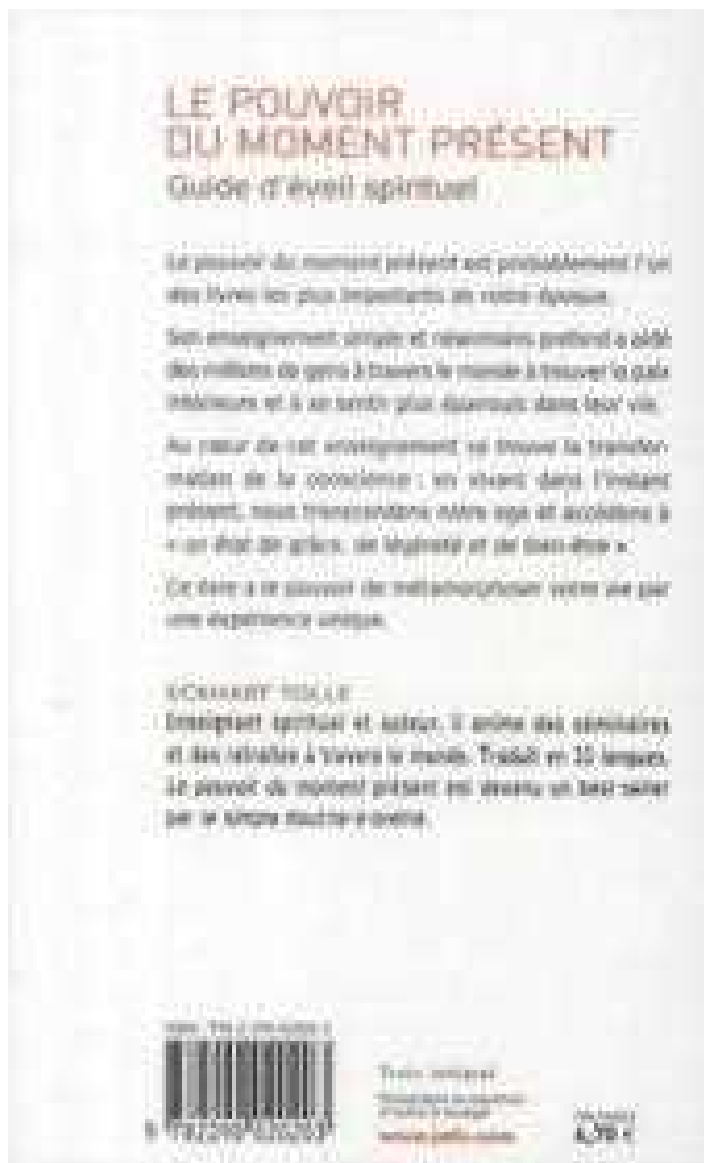 LE POUVOIR
DU MOMENT PRÉSENT
Guide d'éveil spirituel
Le pouvoir du moment présent est probablement l'un
des livres les plus importants de notre époque.
Son enseignement simple et néanmoins profond a aidé
des millions de gens à travers le monde à trouver la paix
intérieure et à se sentir plus épanouis dans leur vie.
Au cœur de cet enseignement se trouve la transfor-
mation de la conscience : en vivant dans l'instant
présent, nous transcendons notre ego et accédons à
« un état de grâce, de légèreté et de bien-être ».
Ce livre a le pouvoir de métamorphoser votre vie par
une expérience unique.
ECKHART TOLLE
Enseignant spirituel et auteur, il anime des séminaires
et des retraites à travers le monde. Traduit en 33 langues,
Le pouvoir du moment présent est devenu un best-seller
par le simple bouche-à-oreille.
Texte intégral